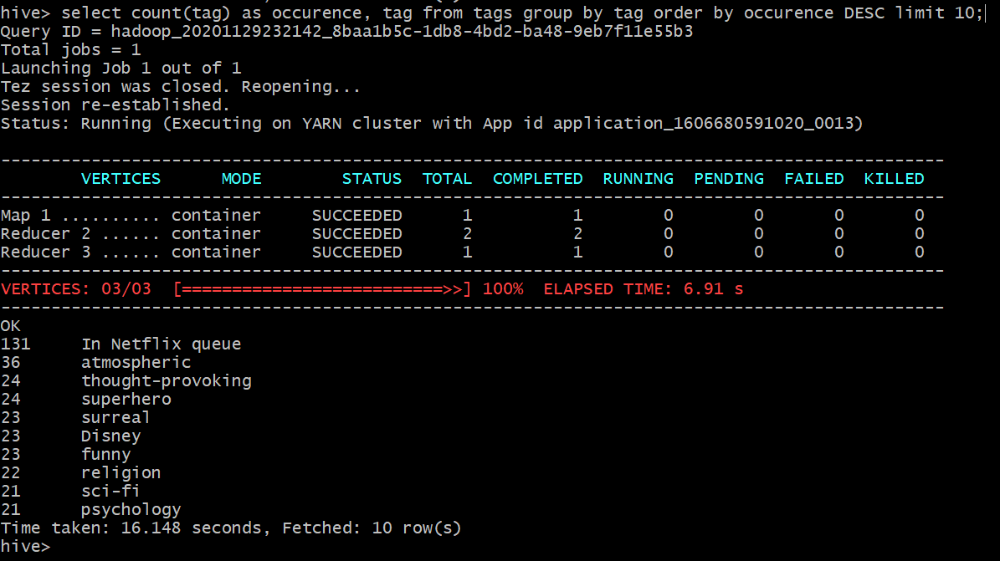 hive> select count(tag) as occurence, tag from tags group by tag order by occurence DESC limit 10;
Query ID = hadoop_20201129232142_8baa1b5c-1db8-4bd2-ba48-9eb7f11e55b3
Total jobs = 1
Launching Job 1 out of 1
Tez session was closed. Reopening...
Session re-established.
Status: Running (Executing on YARN cluster with App id application_1606680591020_0013)
----------------------------------------------------------------------------------------------
        VERTICES      MODE        STATUS  TOTAL  COMPLETED  RUNNING  PENDING  FAILED  KILLED
----------------------------------------------------------------------------------------------
Map 1 .......... container     SUCCEEDED      1          1        0        0       0       0
Reducer 2 ...... container     SUCCEEDED      2          2        0        0       0       0
Reducer 3 ...... container     SUCCEEDED      1          1        0        0       0       0
----------------------------------------------------------------------------------------------
VERTICES: 03/03  [==========================>>] 100%  ELAPSED TIME: 6.91 s
----------------------------------------------------------------------------------------------
OK
131     In Netflix queue
36      atmospheric
24      thought-provoking
24      superhero
23      surreal
23      Disney
23      funny
22      religion
21      sci-fi
21      psychology
Time taken: 16.148 seconds, Fetched: 10 row(s)
hive>